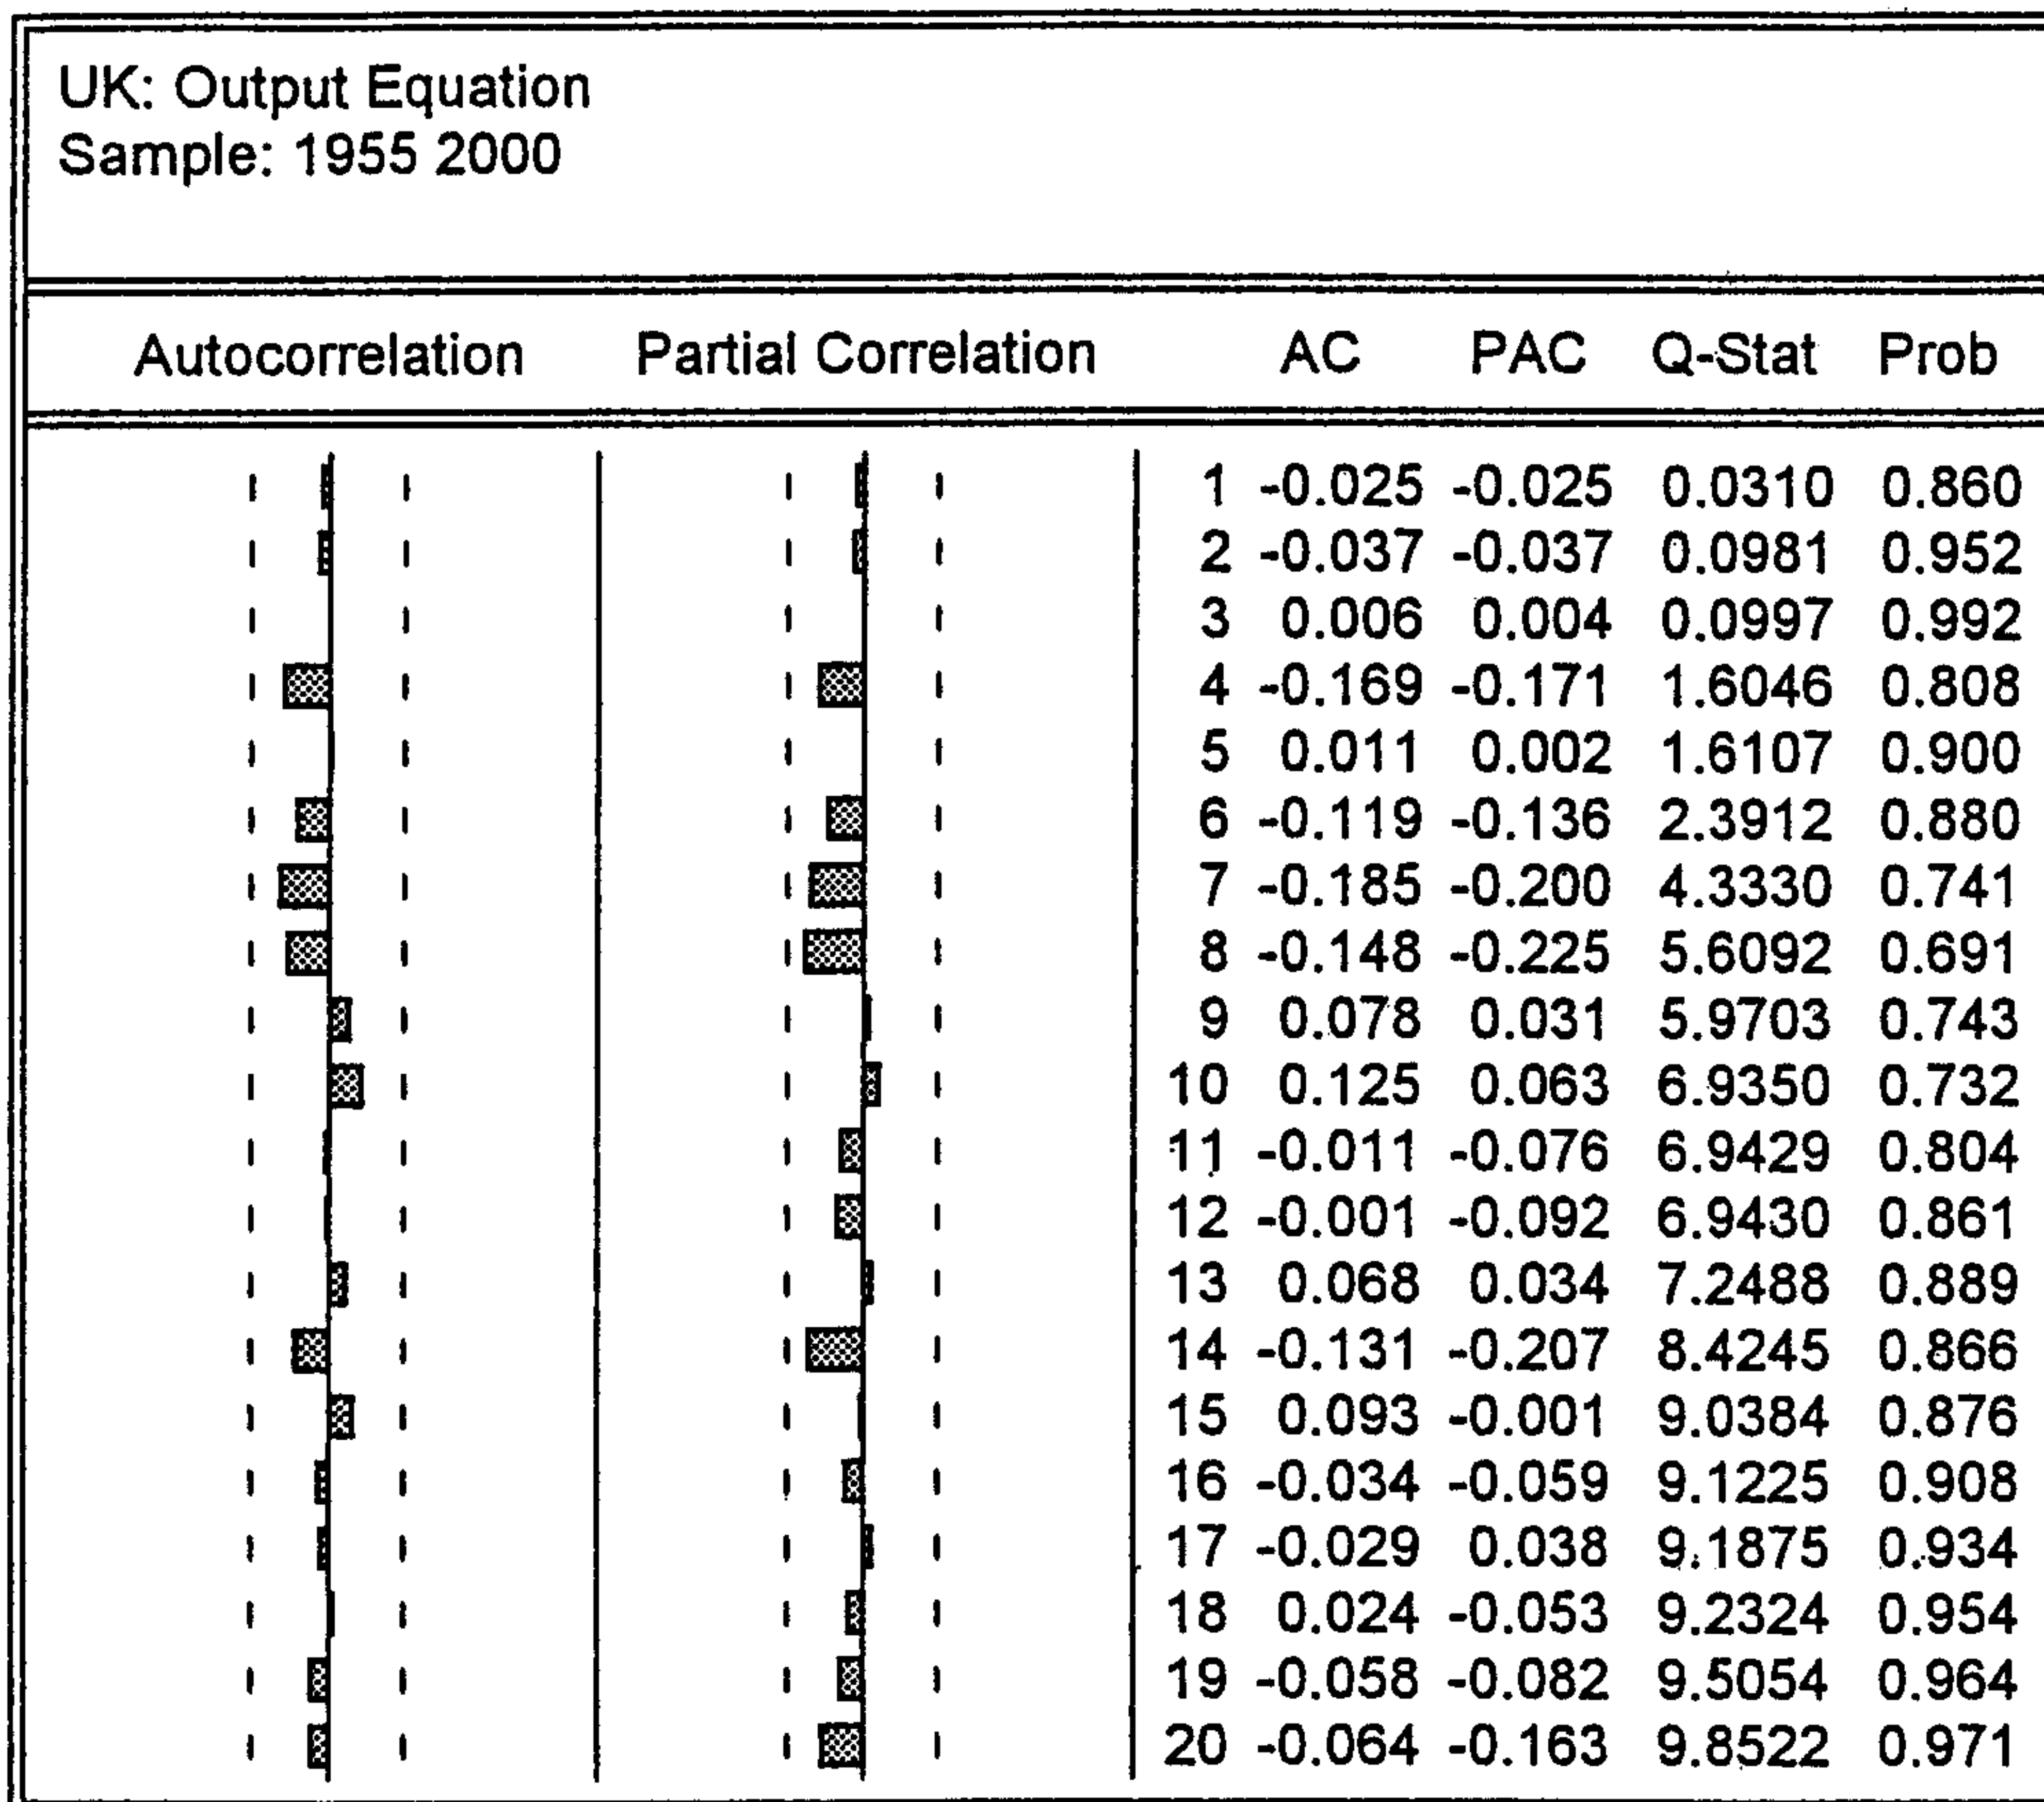 UK: Output Equation
Sample: 1955 2000
Autocorrelation Partial Correlation AC PAC Q-Stat Prob
1 -0.025 -0.025 0.0310 0.860
2 -0.037 -0.037 0.0981 0.952
3 0.006 0.004 0.0997 0.992
4 -0.169 -0.171 1.6046 0.808
5 0.011 0.002 1.6107 0.900
6 -0.119 -0.136 2.3912 0.880
7 -0.185 -0.200 4.3330 0.741
8 -0.148 -0.225 5.6092 0.691
9 0.078 0.031 5.9703 0.743
10 0.125 0.063 6.9350 0.732
11 -0.011 -0.076 6.9429 0.804
12 -0.001 -0.092 6.9430 0.861
13 0.068 0.034 7.2488 0.889
14 -0.131 -0.207 8.4245 0.866
15 0.093 -0.001 9.0384 0.876
16 -0.034 -0.059 9.1225 0.908
17 -0.029 0.038 9.1875 0.934
18 0.024 -0.053 9.2324 0.954
19 -0.058 -0.082 9.5054 0.964
20 -0.064 -0.163 9.8522 0.971